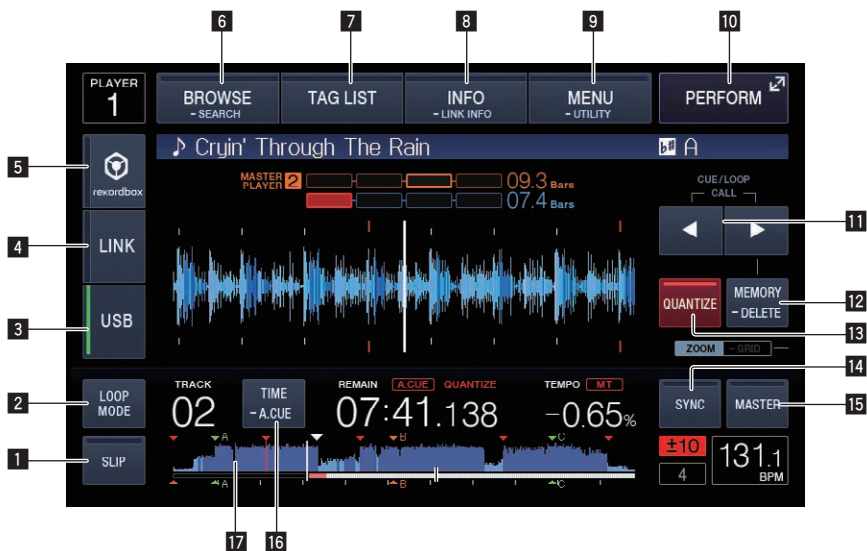 6 7 8 9 10
PLAYER
1
BROWSE
- SEARCH
TAG LIST
INFO
- LINK INFO
MENU
- UTILITY
PERFORM
5
rekordbox
♪ Cryin' Through The Rain
b# A
MASTER
PLAYER 2
09.3 Bars
07.4 Bars
CUE/LOOP
CALL
11
4
LINK
3
USB
QUANTIZE
MEMORY
- DELETE
12
13
ZOOM - GRID
14
2
LOOP
MODE
TRACK
02
TIME
- A.CUE
REMAIN A.CUE QUANTIZE
07:41.138
TEMPO MT
-0.65%
SYNC
MASTER
15
1
SLIP
A B C
A B C
±10
4
131.1
BPM
17 16